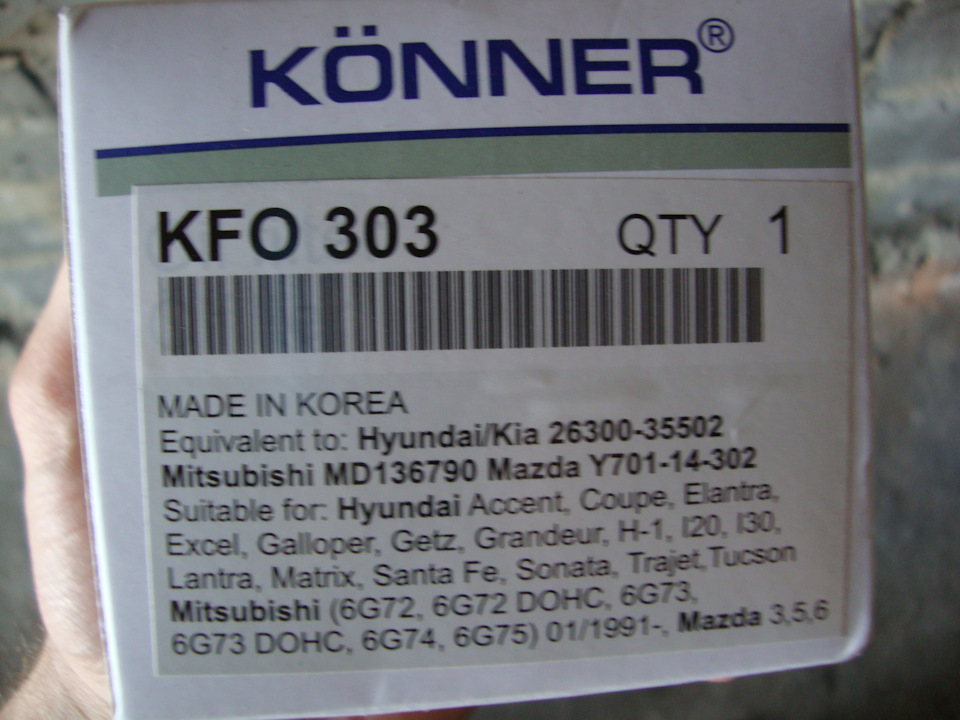 KÖNNER®
KFO 303 QTY 1
MADE IN KOREA
Equivalent to: Hyundai/Kia 26300-35502
Mitsubishi MD136790 Mazda Y701-14-302
Suitable for: Hyundai Accent, Coupe, Elantra,
Excel, Galloper, Getz, Grandeur, H-1, I20, I30,
Lantra, Matrix, Santa Fe, Sonata, Trajet,Tucson
Mitsubishi (6G72, 6G72 DOHC, 6G73,
6G73 DOHC, 6G74, 6G75) 01/1991-, Mazda 3,5,6